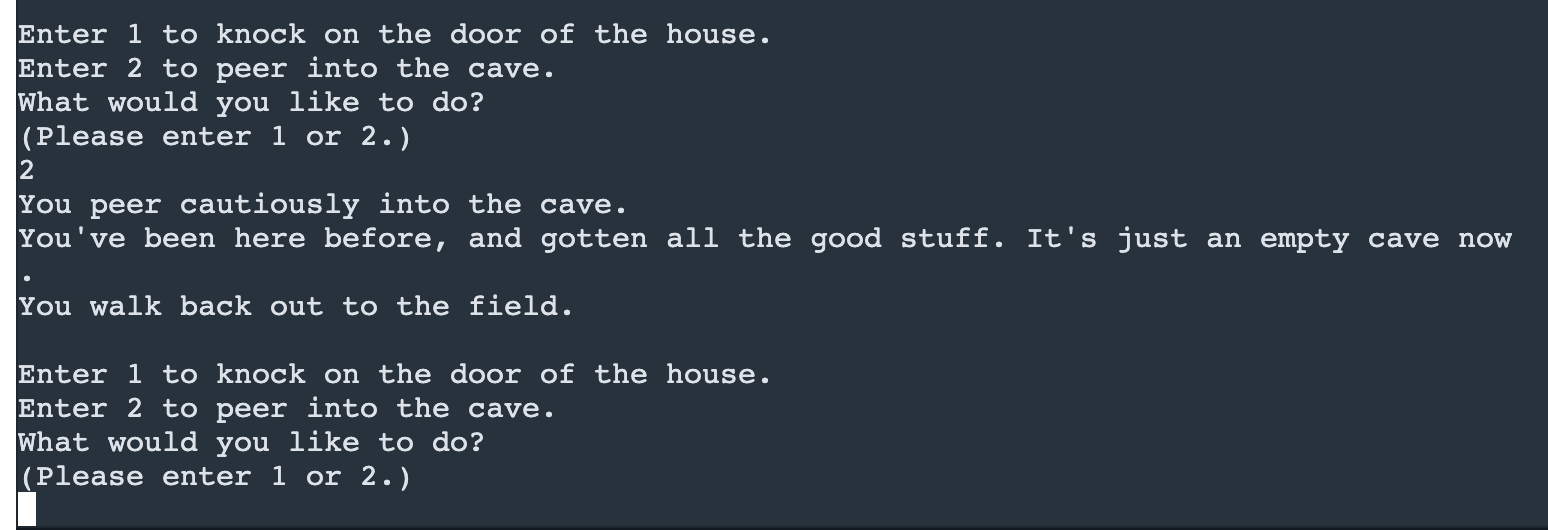 Enter 1 to knock on the door of the house.
Enter 2 to peer into the cave.
What would you like to do?
(Please enter 1 or 2.)
2
You peer cautiously into the cave.
You've been here before, and gotten all the good stuff. It's just an empty cave now
.
You walk back out to the field.
Enter 1 to knock on the door of the house.
Enter 2 to peer into the cave.
What would you like to do?
(Please enter 1 or 2.)